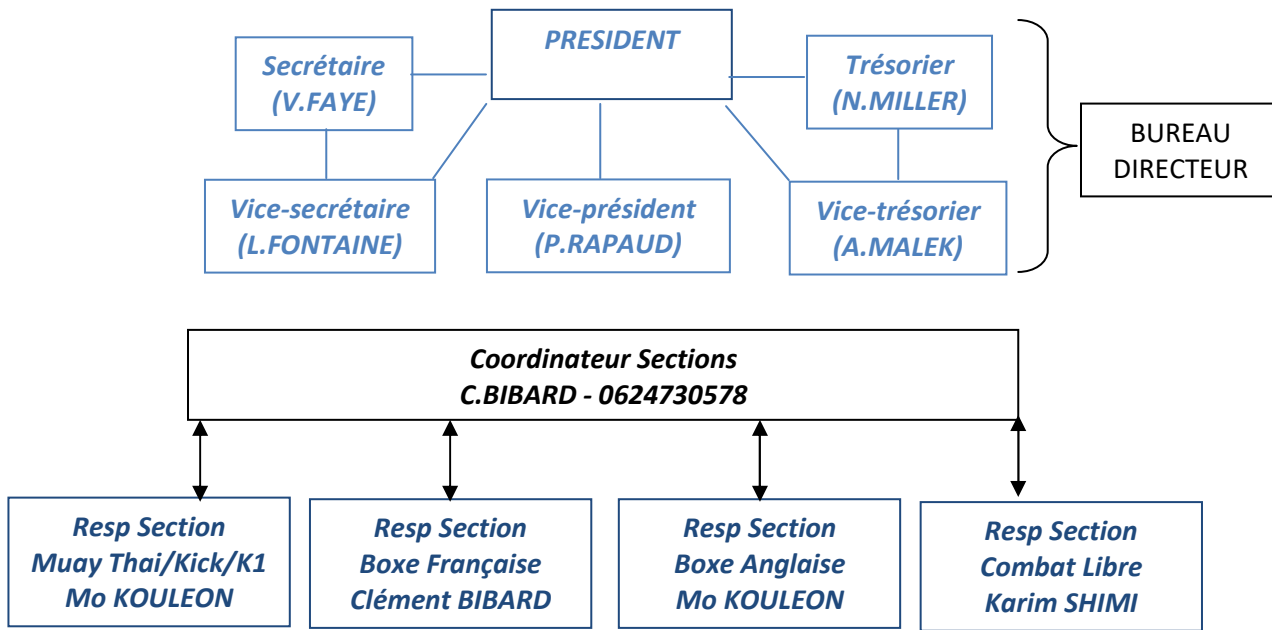 PRESIDENT
Secrétaire
(V.FAYE)
Trésorier
(N.MILLER)
BUREAU
DIRECTEUR
Vice-secrétaire
(L.FONTAINE)
Vice-président
(P.RAPAUD)
Vice-trésorier
(A.MALEK)
Coordinateur Sections
C.BIBARD - 0624730578
Resp Section
Muay Thai/Kick/K1
Mo KOULEON
Resp Section
Boxe Française
Clément BIBARD
Resp Section
Boxe Anglaise
Mo KOULEON
Resp Section
Combat Libre
Karim SHIMI